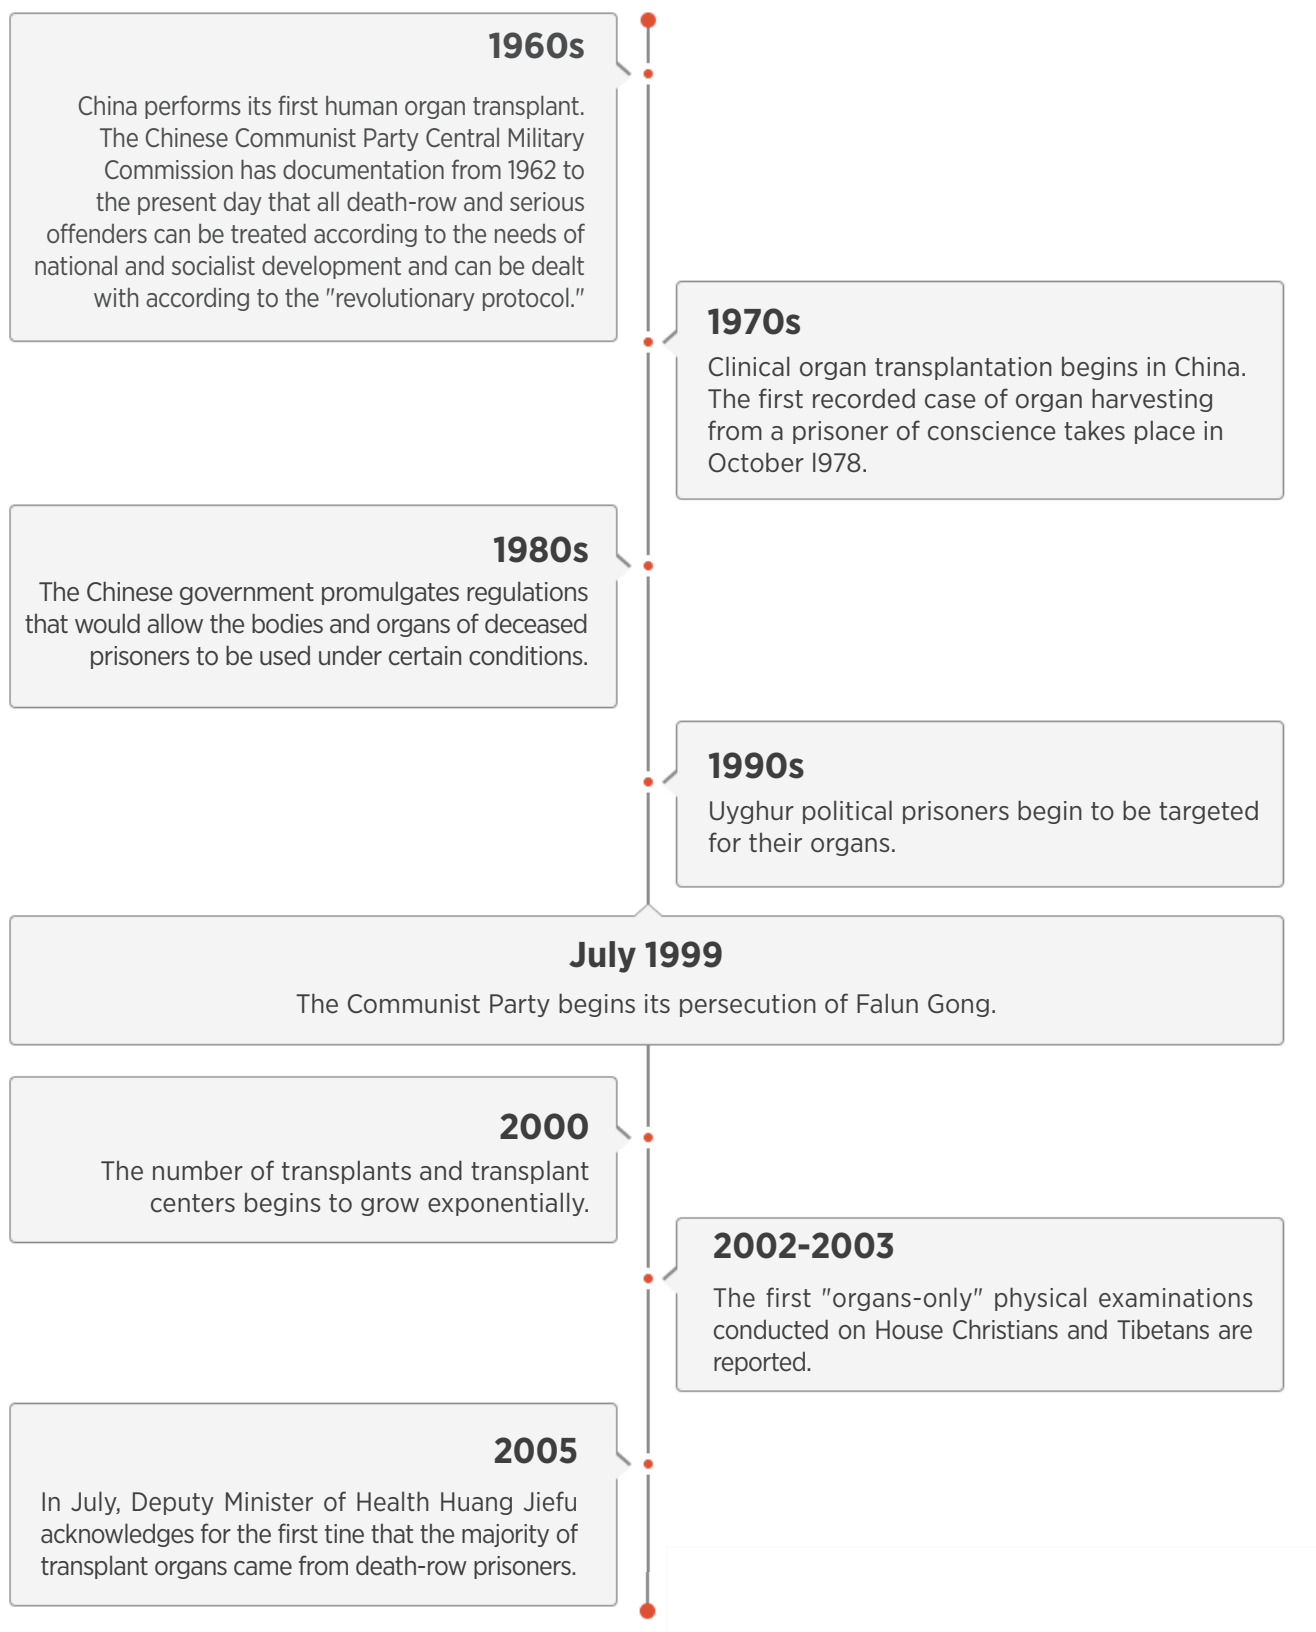 1960s
China performs its first human organ transplant.
The Chinese Communist Party Central Military
Commission has documentation from 1962 to
the present day that all death-row and serious
offenders can be treated according to the needs of
national and socialist development and can be dealt
with according to the "revolutionary protocol."
1970s
Clinical organ transplantation begins in China.
The first recorded case of organ harvesting
from a prisoner of conscience takes place in
October l978.
1980s
The Chinese government promulgates regulations
that would allow the bodies and organs of deceased
prisoners to be used under certain conditions.
1990s
Uyghur political prisoners begin to be targeted
for their organs.
July 1999
The Communist Party begins its persecution of Falun Gong.
2000
The number of transplants and transplant
centers begins to grow exponentially.
2002-2003
The first "organs-only" physical examinations
conducted on House Christians and Tibetans are
reported.
2005
In July, Deputy Minister of Health Huang Jiefu
acknowledges for the first tine that the majority of
transplant organs came from death-row prisoners.